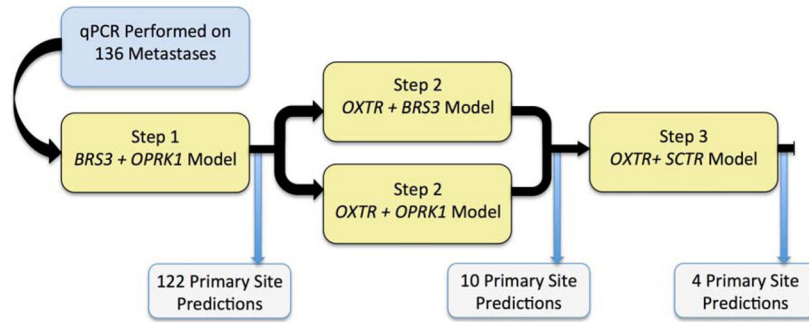 qPCR Performed on
136 Metastases
Step 1
BRS3 + OPRK1 Model
Step 2
OXTR + BRS3 Model
Step 2
OXTR + OPRK1 Model
Step 3
OXTR+ SCTR Model
122 Primary Site
Predictions
10 Primary Site
Predictions
4 Primary Site
Predictions